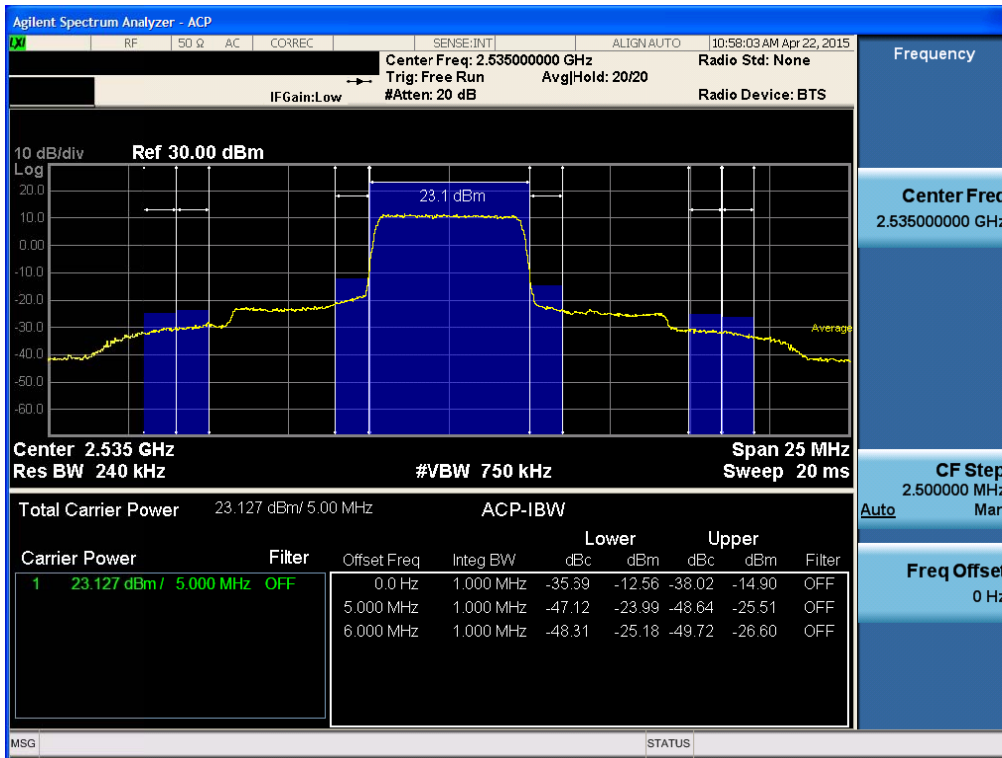 Agilent Spectrum Analyzer - ACP
LXI RF 50 Ω AC CORREC SENSE:INT ALIGN AUTO 10:58:03 AM Apr 22, 2015
Center Freq: 2.535000000 GHz Radio Std: None
Trig: Free Run Avg|Hold: 20/20
IFGain:Low #Atten: 20 dB Radio Device: BTS
Frequency
10 dB/div Ref 30.00 dBm
Log
20.0
10.0
0.00
-10.0
-20.0
-30.0
-40.0
-50.0
-60.0
23.1 dBm
Average
Center 2.535 GHz Span 25 MHz
Res BW 240 kHz #VBW 750 kHz Sweep 20 ms
Total Carrier Power 23.127 dBm/ 5.00 MHz ACP-IBW
Lower Upper
Carrier Power Filter Offset Freq Integ BW dBc dBm dBc dBm Filter
1 23.127 dBm / 5.000 MHz OFF 0.0 Hz 1.000 MHz -35.69 -12.56 -38.02 -14.90 OFF
5.000 MHz 1.000 MHz -47.12 -23.99 -48.64 -25.51 OFF
6.000 MHz 1.000 MHz -48.31 -25.18 -49.72 -26.60 OFF
Center Freq
2.535000000 GHz
CF Step
2.500000 MHz
Auto Man
Freq Offset
0 Hz
MSG STATUS